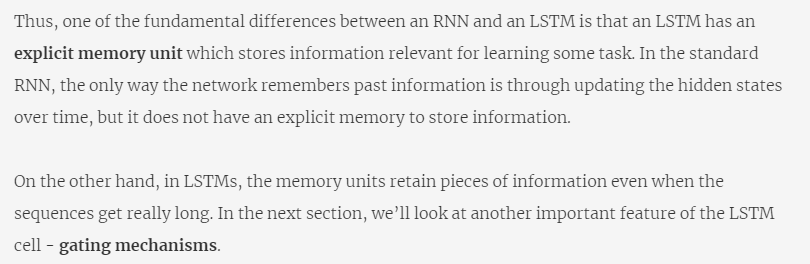 Thus, one of the fundamental differences between an RNN and an LSTM is that an LSTM has an
explicit memory unit which stores information relevant for learning some task. In the standard
RNN, the only way the network remembers past information is through updating the hidden states
over time, but it does not have an explicit memory to store information.
On the other hand, in LSTMs, the memory units retain pieces of information even when the
sequences get really long. In the next section, we’ll look at another important feature of the LSTM
cell - gating mechanisms.